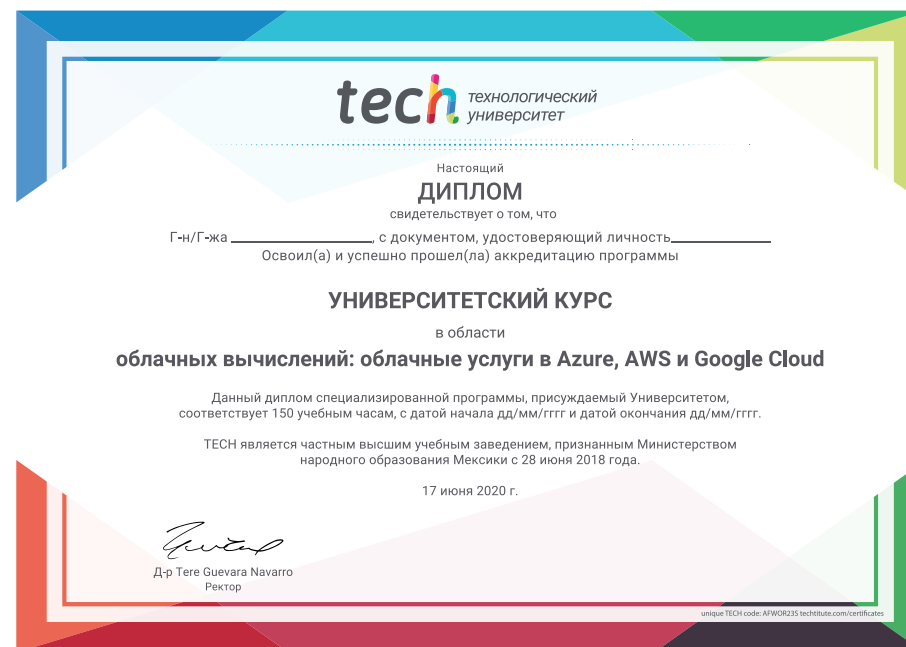 tech технологический
университет
Настоящий
ДИПЛОМ
свидетельствует о том, что
Г-н/Г-жа ____________________, с документом, удостоверяющий личность______________
Освоил(а) и успешно прошел(ла) аккредитацию программы
УНИВЕРСИТЕТСКИЙ КУРС
в области
облачных вычислений: облачные услуги в Azure, AWS и Google Cloud
Данный диплом специализированной программы, присуждаемый Университетом,
соответствует 150 учебным часам, с датой начала дд/мм/гггг и датой окончания дд/мм/гггг.
TECH является частным высшим учебным заведением, признанным Министерством
народного образования Мексики с 28 июня 2018 года.
17 июня 2020 г.
Д-р Tere Guevara Navarro
Ректор
unique TECH code: AFWOR23S techtitute.com/certificates